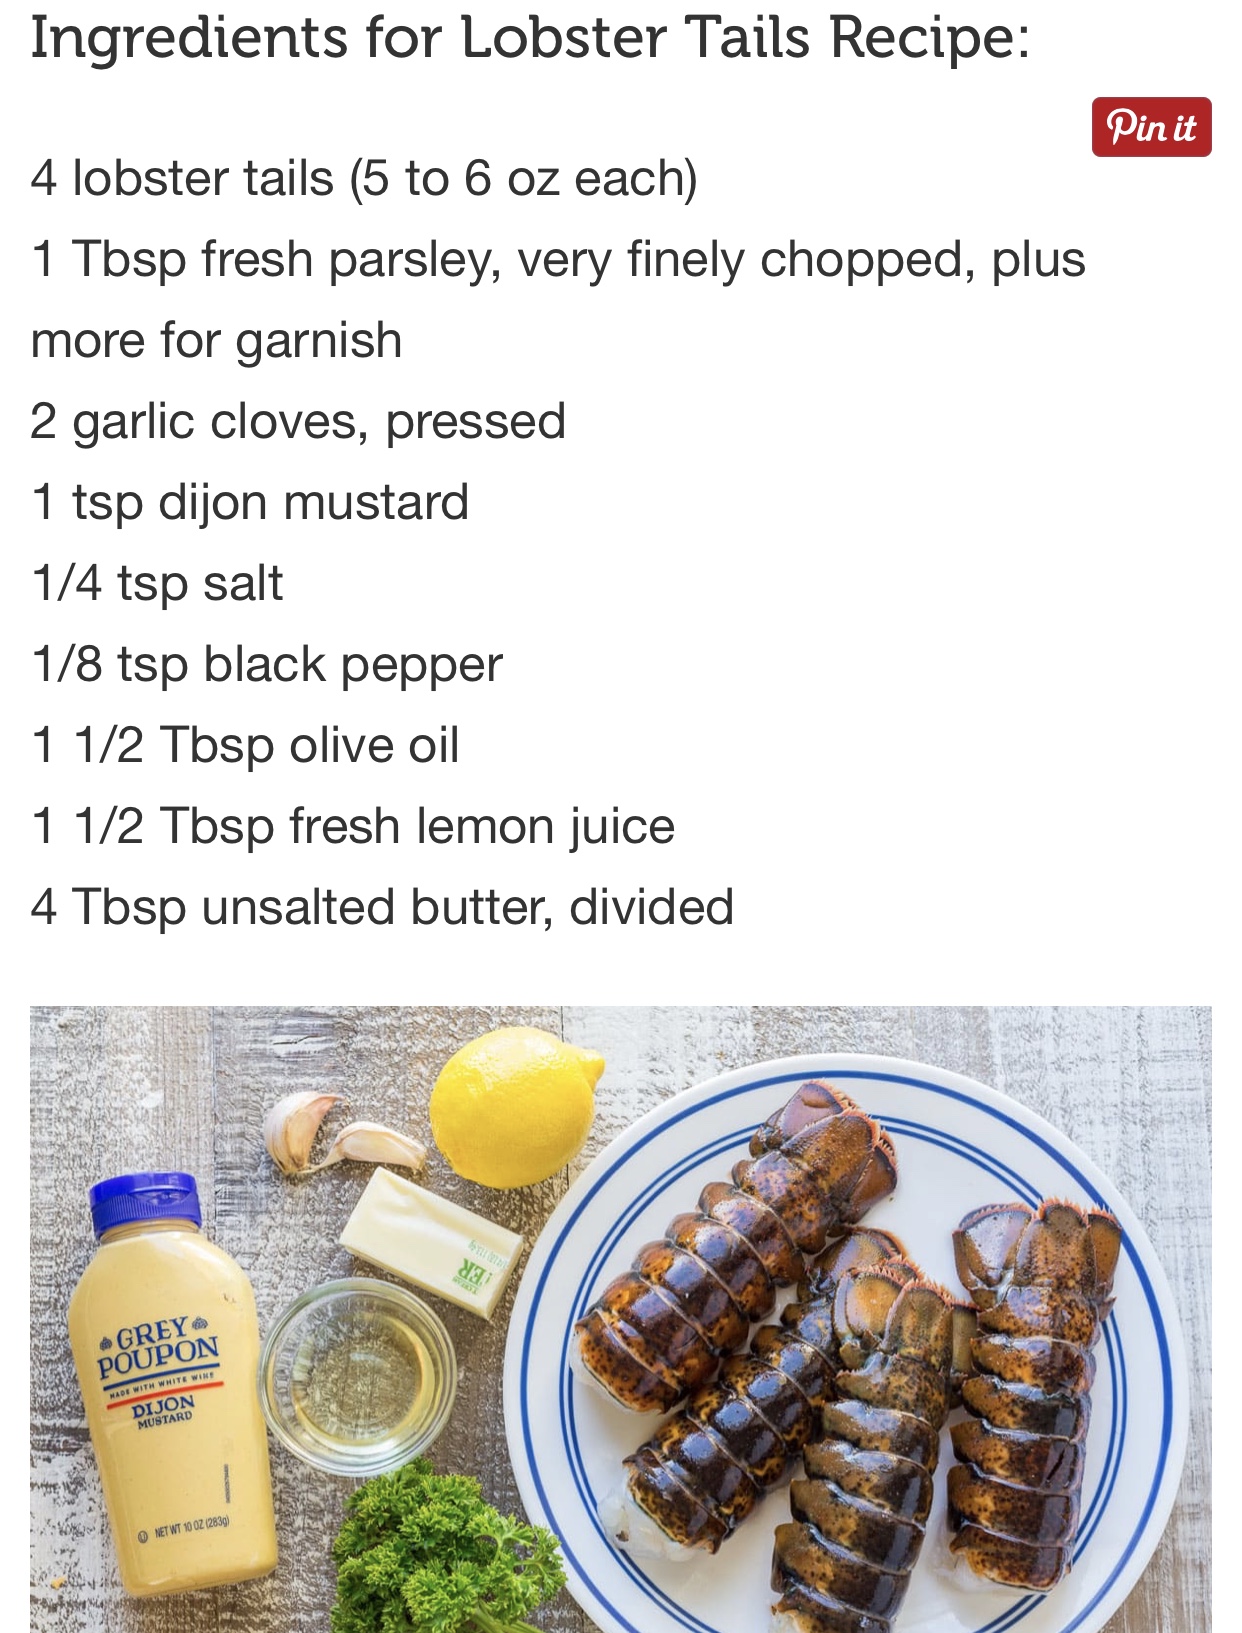 Ingredients for Lobster Tails Recipe:
Pin it
4 lobster tails (5 to 6 oz each)
1 Tbsp fresh parsley, very finely chopped, plus
more for garnish
2 garlic cloves, pressed
1 tsp dijon mustard
1/4 tsp salt
1/8 tsp black pepper
1 1/2 Tbsp olive oil
1 1/2 Tbsp fresh lemon juice
4 Tbsp unsalted butter, divided
GREY
POUPON
MADE WITH WHITE WINE
DIJON
MUSTARD
NET WT 10 OZ (283g)